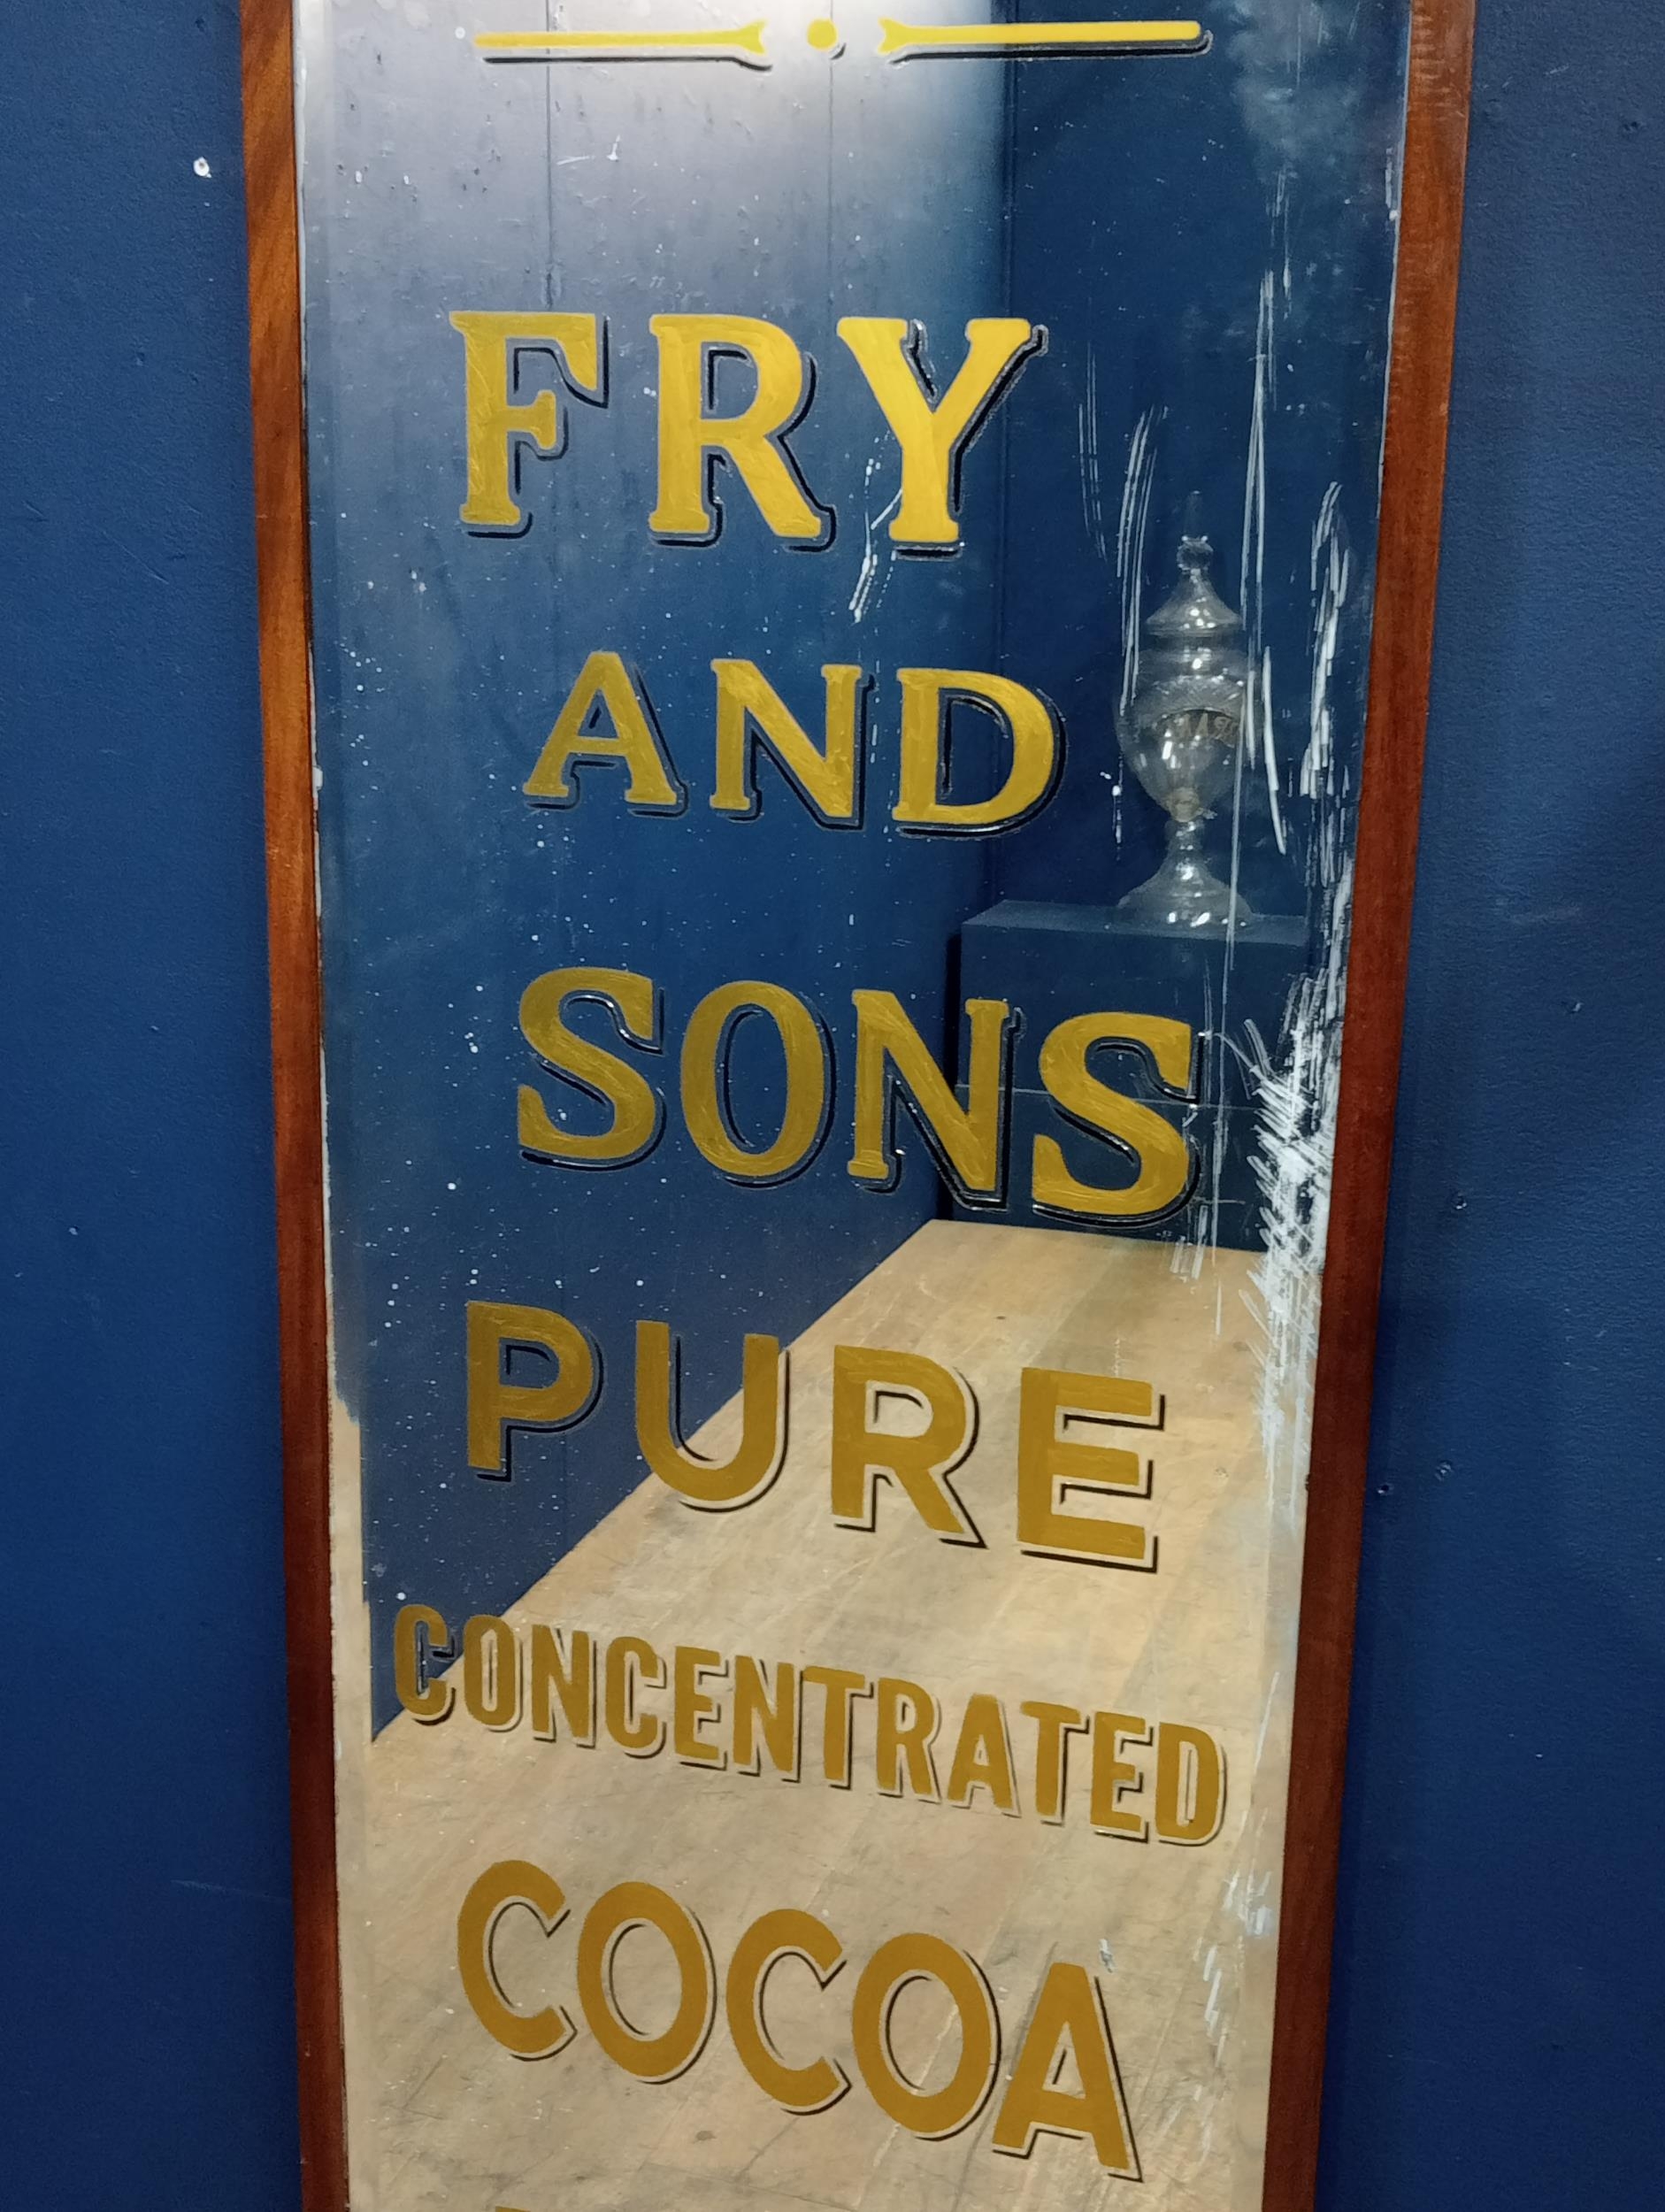 FRY
AND
SONS
PURE
CONCENTRATED
COCOA